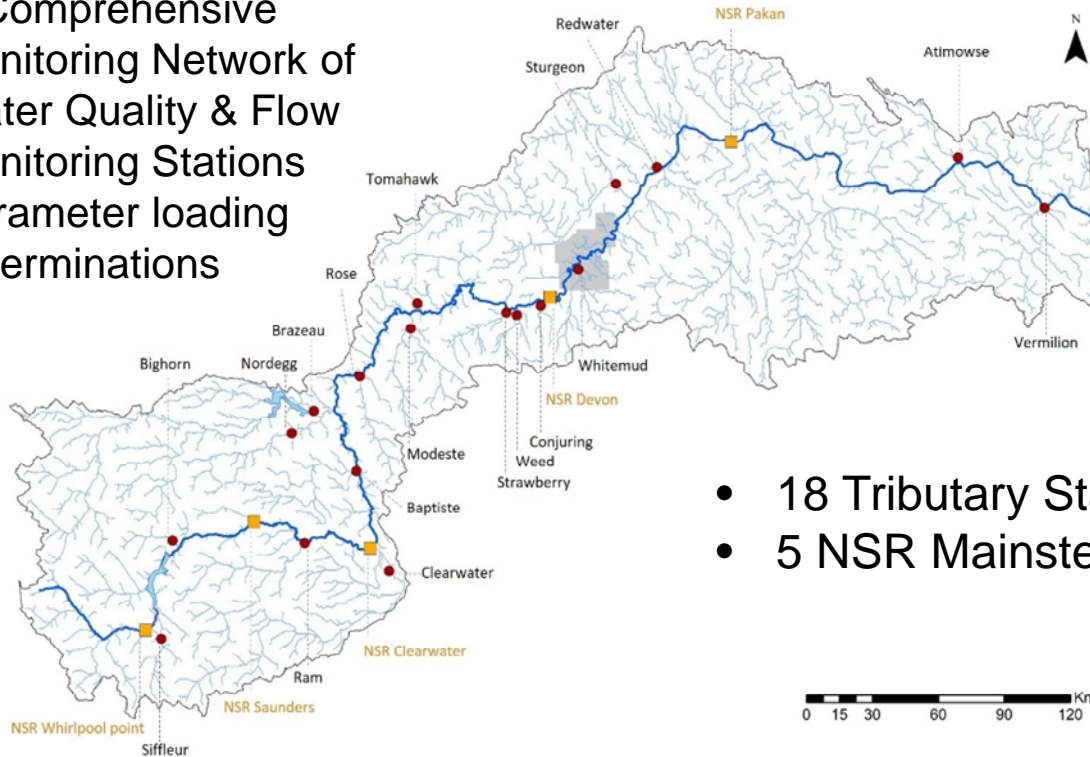 Comprehensive
nitoring Network of
ter Quality & Flow
nitoring Stations
rameter loading
erminations
NSR Pakan
Redwater
N
Atimowse
Sturgeon
Tomahawk
Rose
Brazeau
Bighorn
Nordegg
Vermilion
Whitemud
NSR Devon
Conjuring
Modeste
Weed
Strawberry
Baptiste
• 18 Tributary St
• 5 NSR Mainste
Clearwater
NSR Clearwater
Ram
NSR Saunders
NSR Whirlpool point
Siffleur
Km
0 15 30 60 90 120